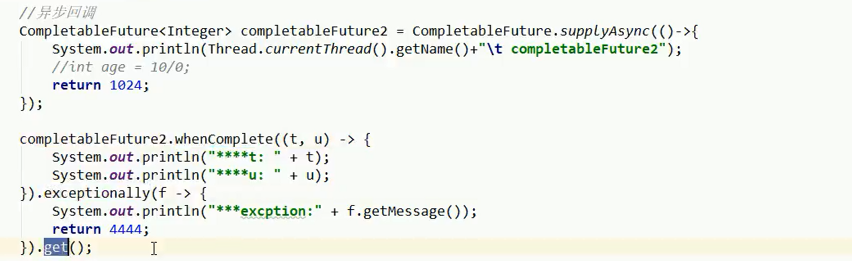 //异步回调
CompletableFuture<Integer> completableFuture2 = CompletableFuture.supplyAsync(()->{
System.out.println(Thread.currentThread().getName()+"\t completableFuture2");
//int age = 10/0;
return 1024;
});
completableFuture2.whenComplete((t, u) -> {
System.out.println("****t: " + t);
System.out.println("****u: " + u);
}).exceptionally(f -> {
System.out.println("***excption:" + f.getMessage());
return 4444;
}).get();